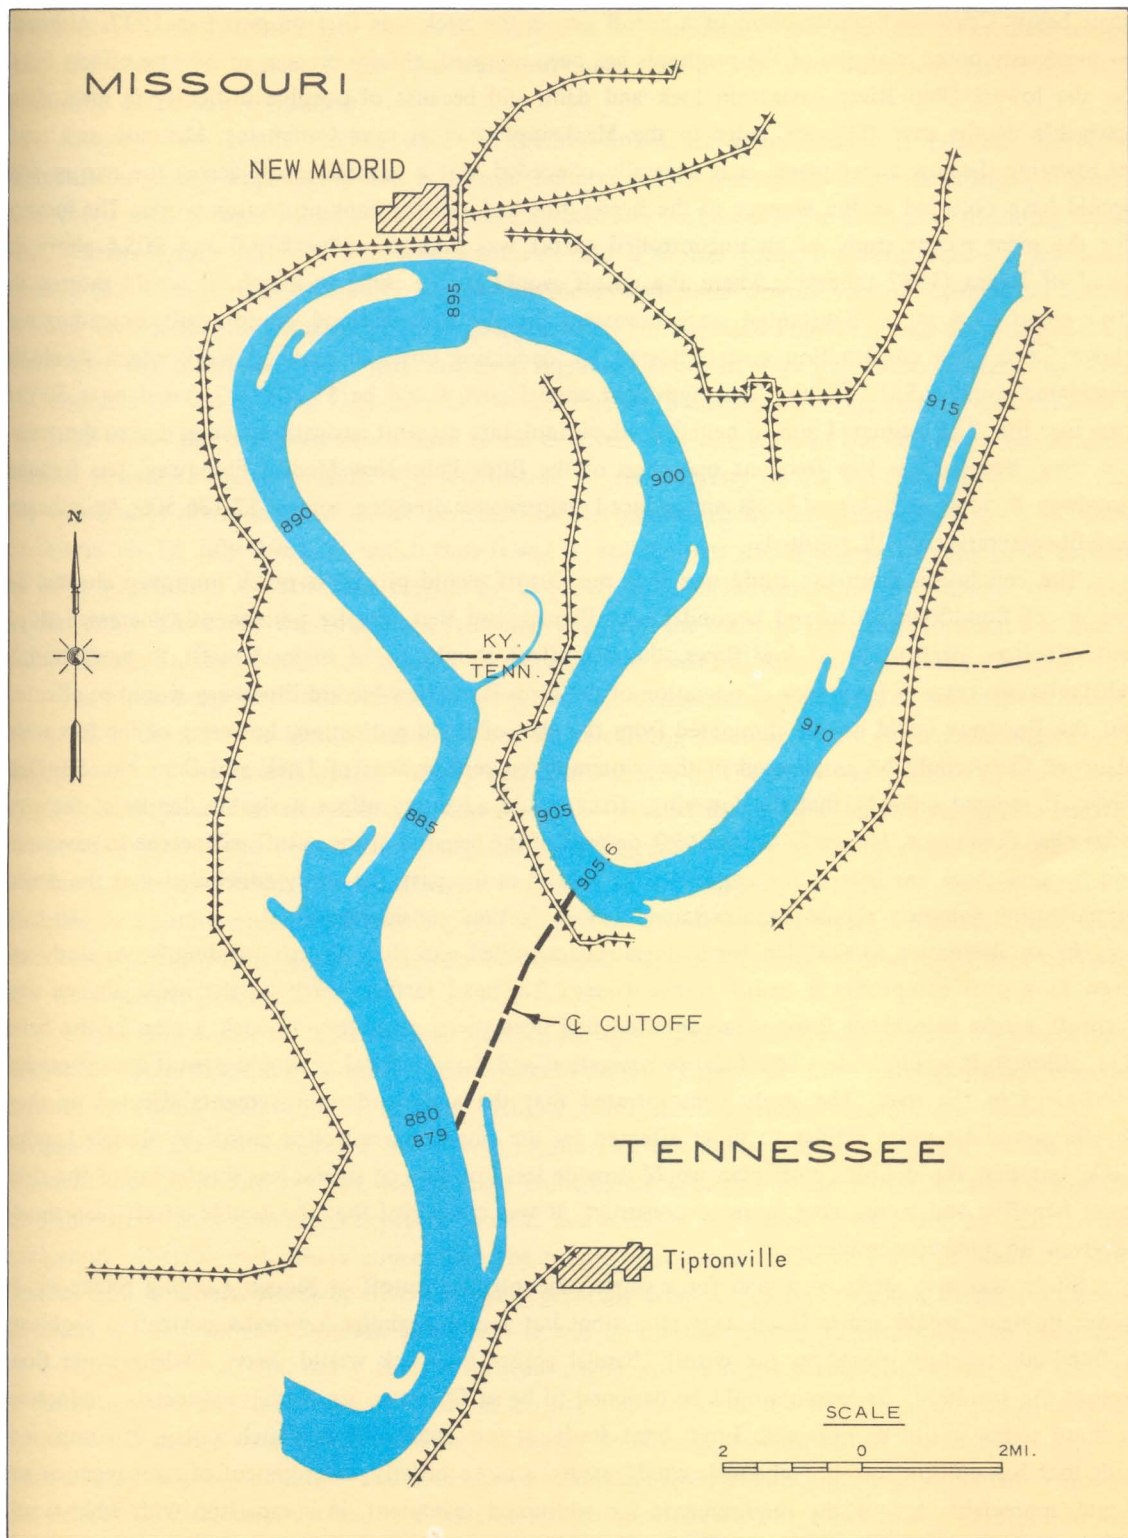 MISSOURI
NEW MADRID
895
915
900
890
N
KY.
TENN.
910
905
885
905.6
℄ CUTOFF
880
879
TENNESSEE
Tiptonville
SCALE
2 0 2MI.